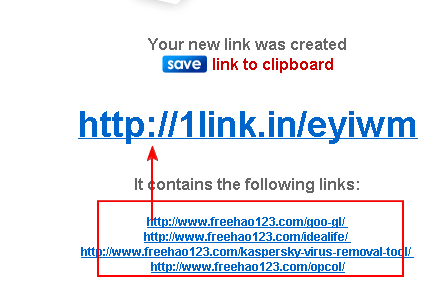 Your new link was created
save link to clipboard
http://1link.in/eyiwm
It contains the following links:
http://www.freehao123.com/goo-gl/
http://www.freehao123.com/idealife/
http://www.freehao123.com/kaspersky-virus-removal-tool/
http://www.freehao123.com/opcol/